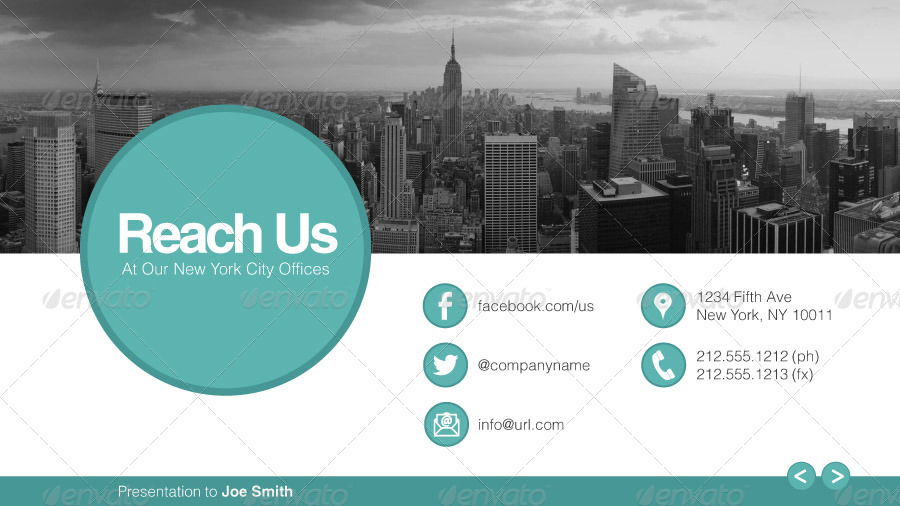 Reach Us
At Our New York City Offices
facebook.com/us
@companyname
info@url.com
1234 Fifth Ave
New York, NY 10011
212.555.1212 (ph)
212.555.1213 (fx)
Presentation to Joe Smith
envato